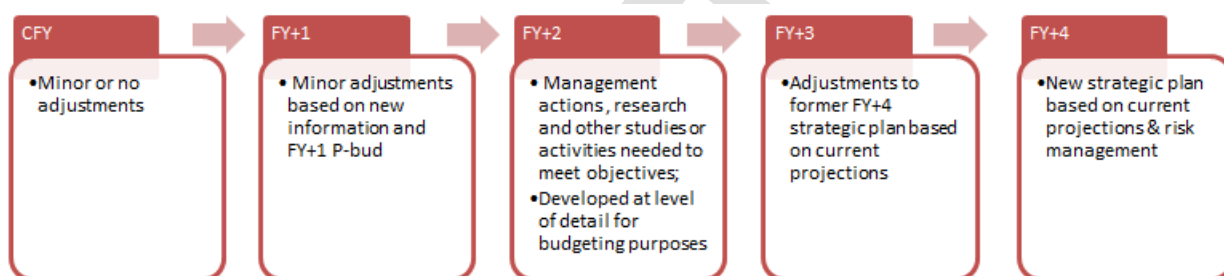 CFY
•Minor or no
adjustments
FY+1
• Minor adjustments
based on new
information and
FY+1 P-bud
FY+2
• Management
actions, research
and other studies or
activities needed to
meet objectives;
•Developed at level
of detail for
budgeting purposes
FY+3
•Adjustments to
former FY+4
strategic plan based
on current
projections
FY+4
•New strategic plan
based on current
projections & risk
management